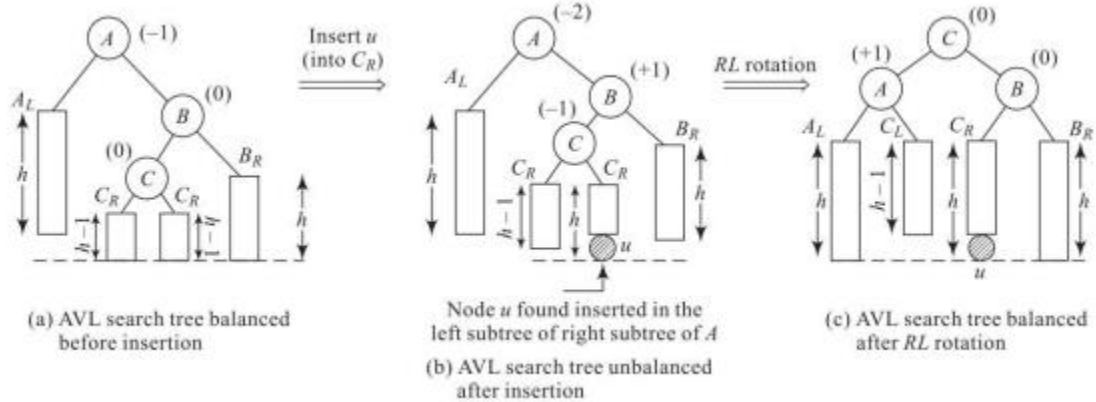 (–1)
A
A_L
(0)
B
(0)
B_R
C
C_R
C_R
h
h – 1
h – 1
h
(a) AVL search tree balanced
before insertion
Insert u
(into C_R)
(–2)
A
(+1)
B
(–1)
C
B_R
C_R
C_R
h
h – 1
h
h
u
Node u found inserted in the
left subtree of right subtree of A
(b) AVL search tree unbalanced
after insertion
RL rotation
(0)
C
(+1)
(0)
A
B
A_L
C_L
C_R
B_R
h
h – 1
h
h
u
(c) AVL search tree balanced
after RL rotation